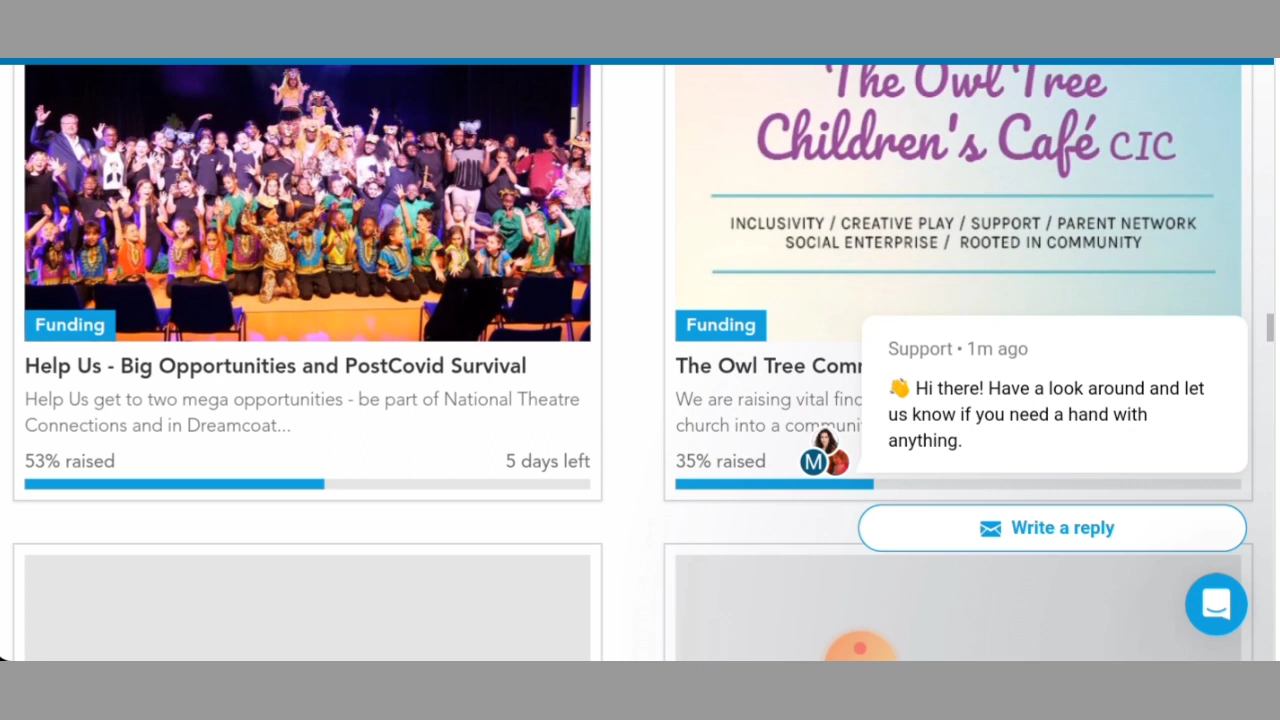 The Owl Tree
Children's Café CIC
INCLUSIVITY / CREATIVE PLAY / SUPPORT / PARENT NETWORK
SOCIAL ENTERPRISE / ROOTED IN COMMUNITY
Funding
Help Us - Big Opportunities and PostCovid Survival
Help Us get to two mega opportunities - be part of National Theatre
Connections and in Dreamcoat...
53% raised
5 days left
Funding
The Owl Tree
We are raising vital
church into a
35% raised
M
Support • 1m ago
👋 Hi there! Have a look around and let
us know if you need a hand with
anything.
Write a reply